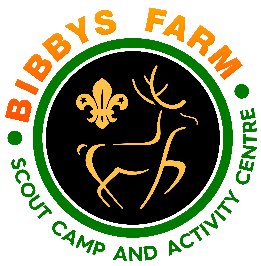 BIBBYS FARM
SCOUT CAMP AND ACTIVITY CENTRE